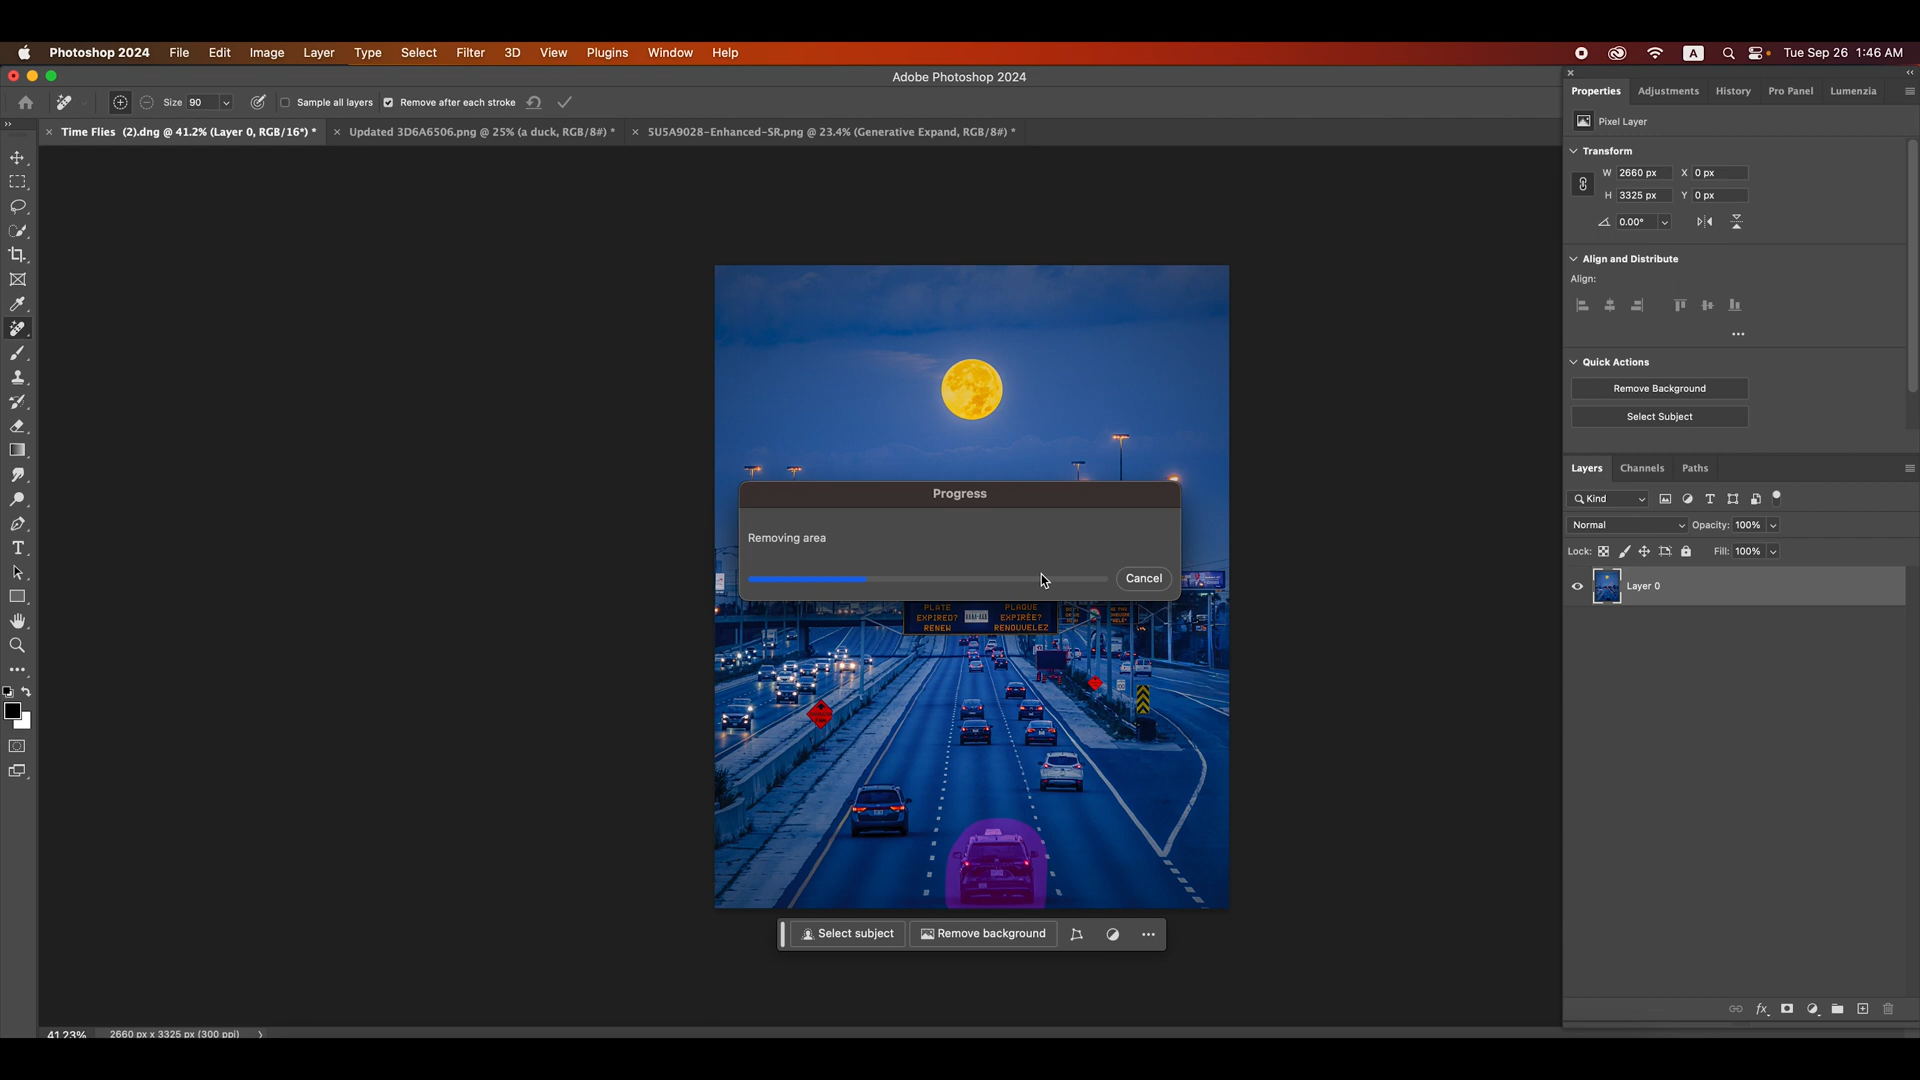 Photoshop 2024 File Edit Image Layer Type Select Filter 3D View Plugins Window Help A Tue Sep 26 1:46 AM
Adobe Photoshop 2024
Size 90 Sample all layers Remove after each stroke
Time Flies (2).dng @ 41.2% (Layer 0, RGB/16*) * Updated 3D6A6506.png @ 25% (a duck, RGB/8#) * 5U5A9028-Enhanced-SR.png @ 23.4% (Generative Expand, RGB/8#) *
Properties Adjustments History Pro Panel Lumenzia
Pixel Layer
Transform
W 2660 px X 0 px
H 3325 px Y 0 px
0.00°
Align and Distribute
Align:
Quick Actions
Remove Background
Select Subject
Layers Channels Paths
Kind
Normal Opacity: 100%
Lock: Fill: 100%
Layer 0
Progress
Removing area
Cancel
PLATE PLAQUE
EXPIRED? EXPIRÉE?
RENEW RENOUVELEZ
Select subject Remove background
41.23% 2660 px x 3325 px (300 ppi)